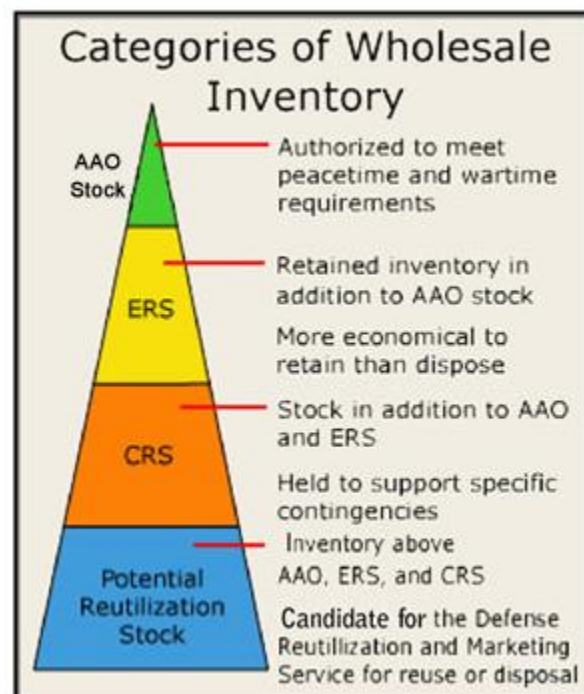 Categories of Wholesale
Inventory
AAO
Stock
Authorized to meet
peacetime and wartime
requirements
ERS
Retained inventory in
addition to AAO stock
More economical to
retain than dispose
CRS
Stock in addition to AAO
and ERS
Held to support specific
contingencies
Potential
Reutilization
Stock
Inventory above
AAO, ERS, and CRS
Candidate for the Defense
Reutillization and Marketing
Service for reuse or disposal